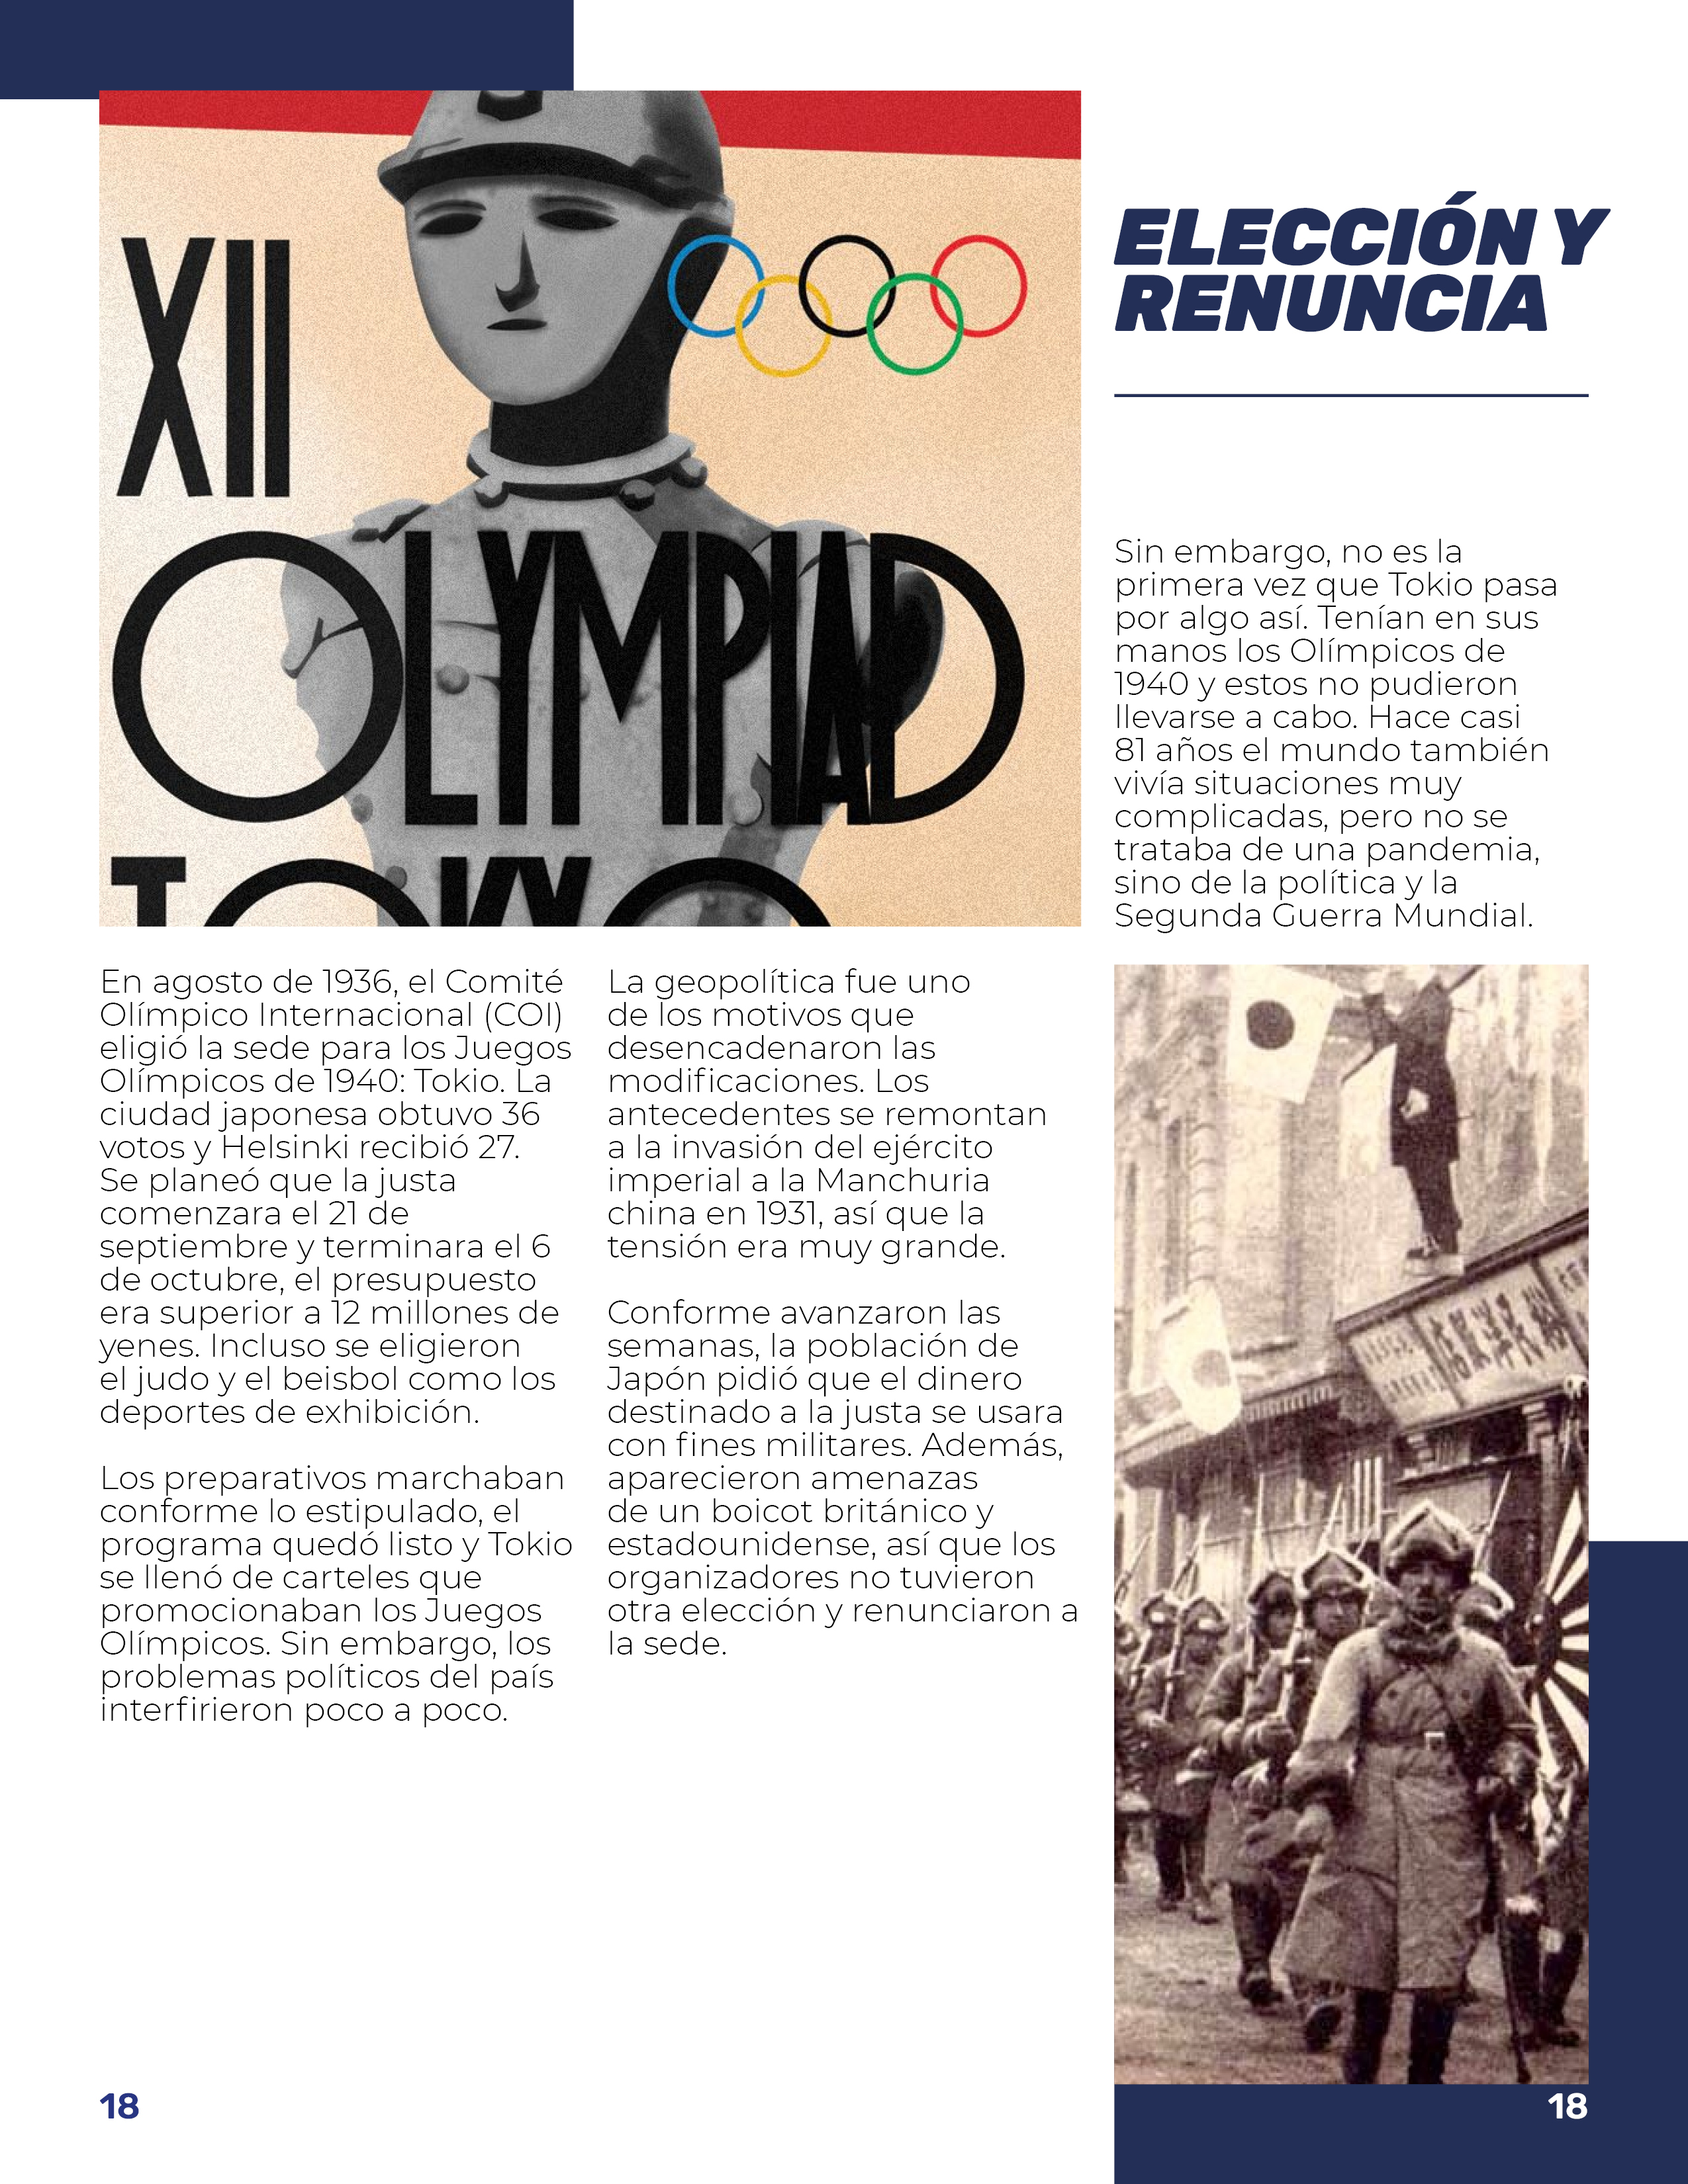 XII
OLYMPIAD
TOKYO
ELECCIÓN Y
RENUNCIA
Sin embargo, no es la
primera vez que Tokio pasa
por algo así. Tenían en sus
manos los Olímpicos de
1940 y estos no pudieron
llevarse a cabo. Hace casi
81 años el mundo también
vivía situaciones muy
complicadas, pero no se
trataba de una pandemia,
sino de la política y la
Segunda Guerra Mundial.
En agosto de 1936, el Comité
Olímpico Internacional (COI)
eligió la sede para los Juegos
Olímpicos de 1940: Tokio. La
ciudad japonesa obtuvo 36
votos y Helsinki recibió 27.
Se planeó que la justa
comenzara el 21 de
septiembre y terminara el 6
de octubre, el presupuesto
era superior a 12 millones de
yenes. Incluso se eligieron
el judo y el beisbol como los
deportes de exhibición.
Los preparativos marchaban
conforme lo estipulado, el
programa quedó listo y Tokio
se llenó de carteles que
promocionaban los Juegos
Olímpicos. Sin embargo, los
problemas políticos del país
interfirieron poco a poco.
La geopolítica fue uno
de los motivos que
desencadenaron las
modificaciones. Los
antecedentes se remontan
a la invasión del ejército
imperial a la Manchuria
china en 1931, así que la
tensión era muy grande.
Conforme avanzaron las
semanas, la población de
Japón pidió que el dinero
destinado a la justa se usara
con fines militares. Además,
aparecieron amenazas
de un boicot británico y
estadounidense, así que los
organizadores no tuvieron
otra elección y renunciaron a
la sede.
18
18